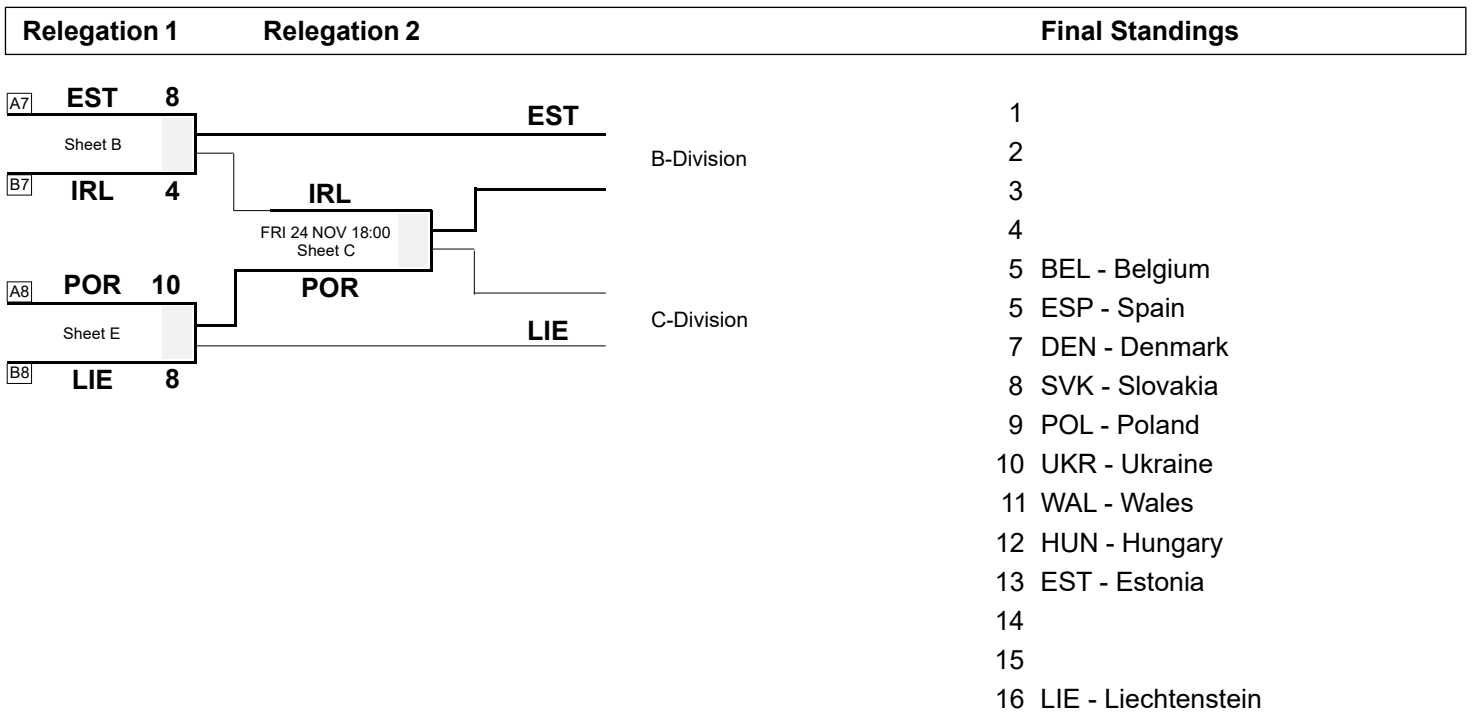 Relegation 1 Relegation 2 Final Standings
A7 EST 8
Sheet B
B7 IRL 4
EST
B-Division
IRL
FRI 24 NOV 18:00
Sheet C
POR
A8 POR 10
Sheet E
B8 LIE 8
C-Division
LIE
1
2
3
4
5 BEL - Belgium
5 ESP - Spain
7 DEN - Denmark
8 SVK - Slovakia
9 POL - Poland
10 UKR - Ukraine
11 WAL - Wales
12 HUN - Hungary
13 EST - Estonia
14
15
16 LIE - Liechtenstein